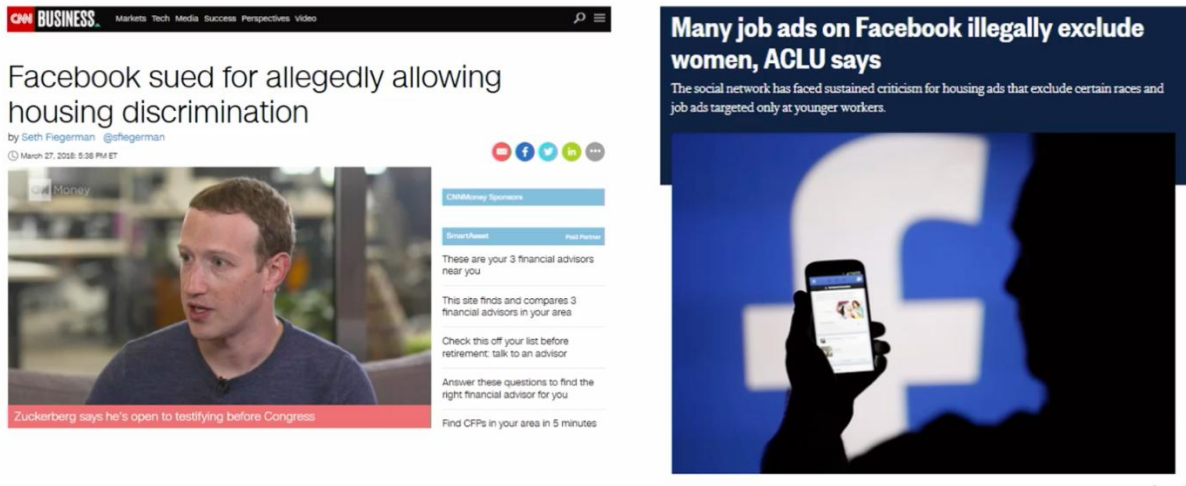 CNN BUSINESS Markets Tech Media Success Perspectives Video
Facebook sued for allegedly allowing
housing discrimination
by Seth Fiegerman @sfiegerman
March 27, 2018: 5:38 PM ET
Money
Zuckerberg says he's open to testifying before Congress
CNNMoney Sponsors
SmartAsset Paid Partner
These are your 3 financial advisors
near you
This site finds and compares 3
financial advisors in your area
Check this off your list before
retirement: talk to an advisor
Answer these questions to find the
right financial advisor for you
Find CFPs in your area in 5 minutes
Many job ads on Facebook illegally exclude
women, ACLU says
The social network has faced sustained criticism for housing ads that exclude certain races and
job ads targeted only at younger workers.